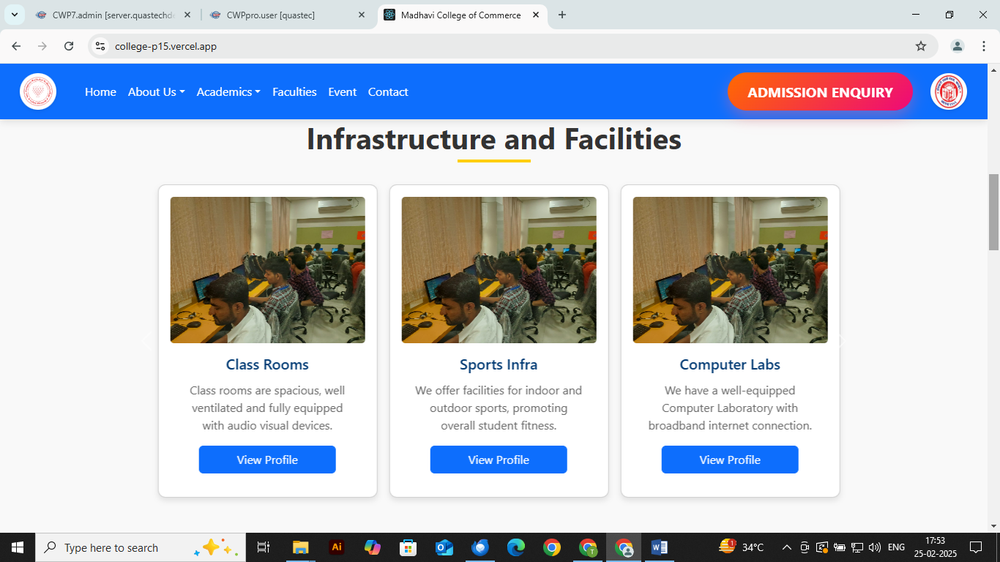 CWP7.admin [server.quastechde
CWPpro.user [quastec]
Madhavi College of Commerce
college-p15.vercel.app
Home
About Us
Academics
Faculties
Event
Contact
ADMISSION ENQUIRY
Infrastructure and Facilities
Class Rooms
Class rooms are spacious, well
ventilated and fully equipped
with audio visual devices.
View Profile
Sports Infra
We offer facilities for indoor and
outdoor sports, promoting
overall student fitness.
View Profile
Computer Labs
We have a well-equipped
Computer Laboratory with
broadband internet connection.
View Profile
Type here to search
Ai
T
W
1
34°C
ENG
17:53
25-02-2025